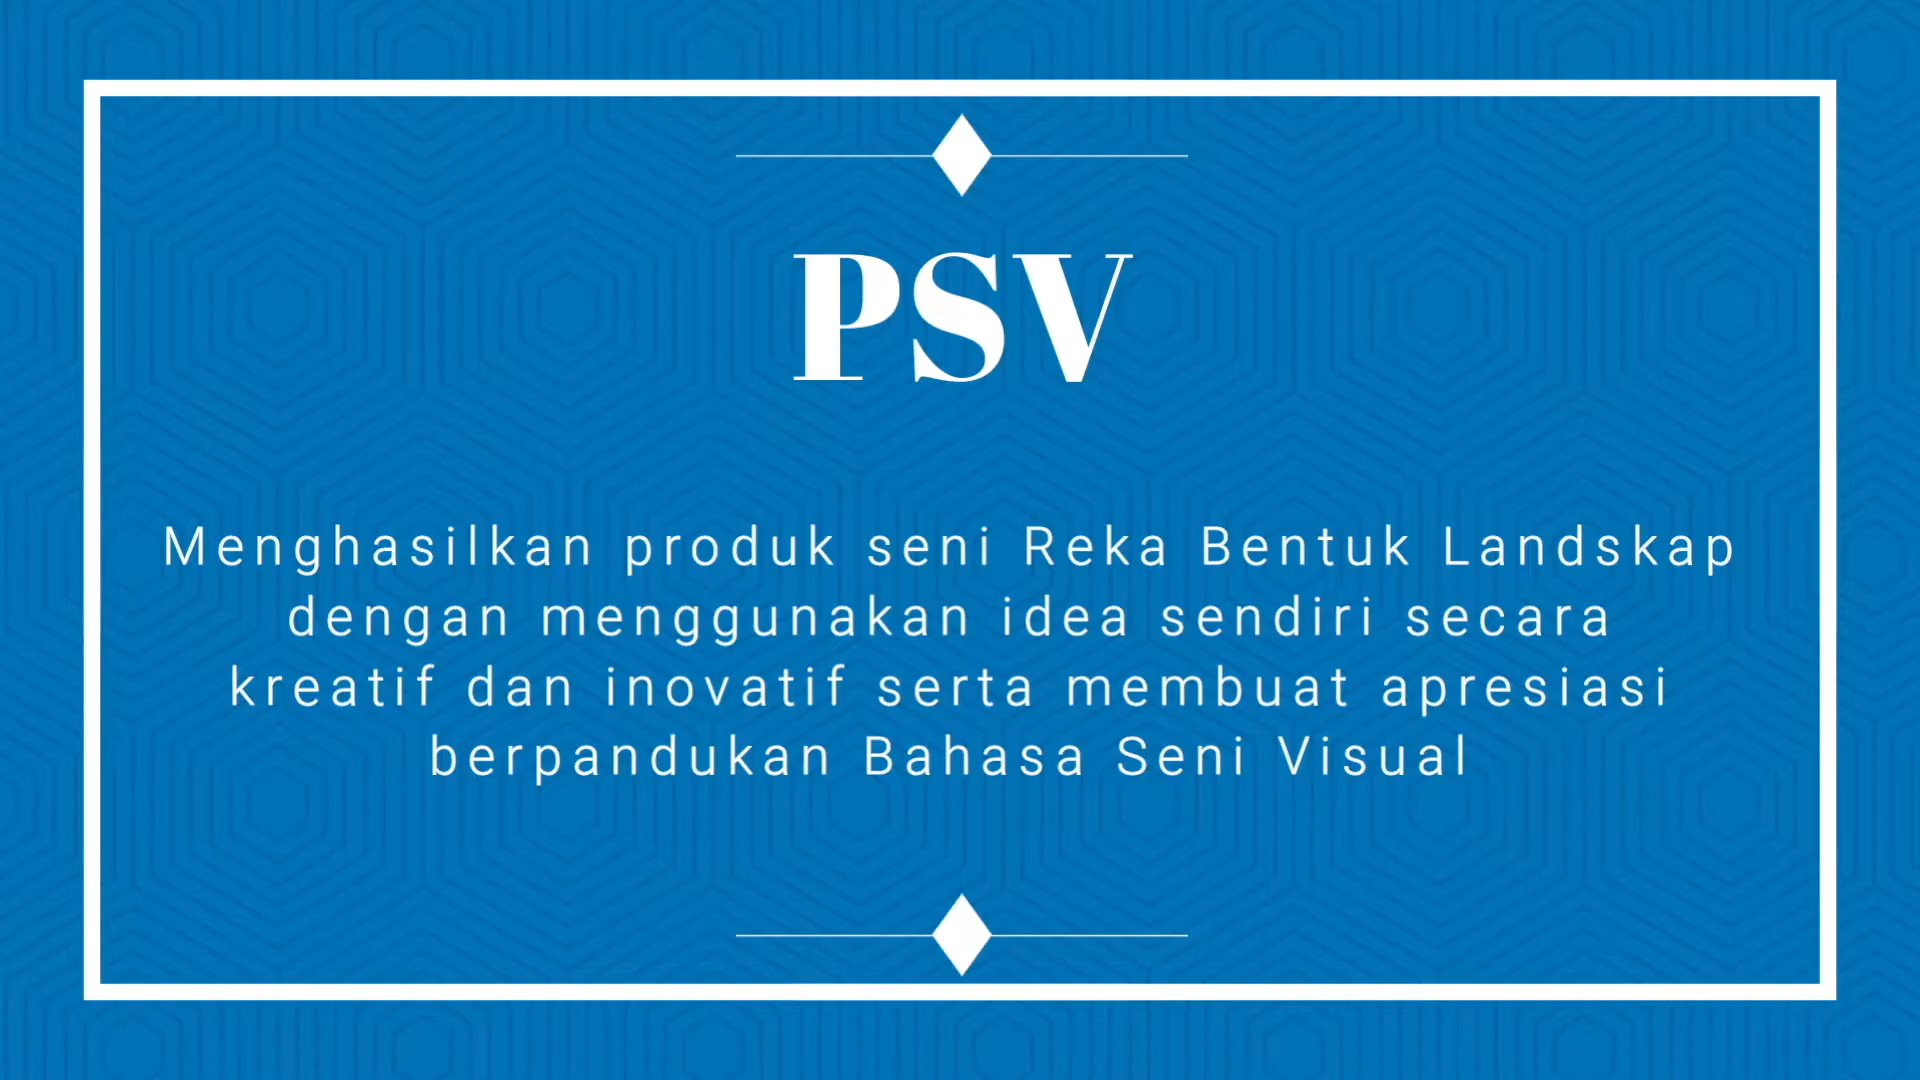 PSV
Menghasilkan produk seni Reka Bentuk Landskap
dengan menggunakan idea sendiri secara
kreatif dan inovatif serta membuat apresiasi
berpandukan Bahasa Seni Visual